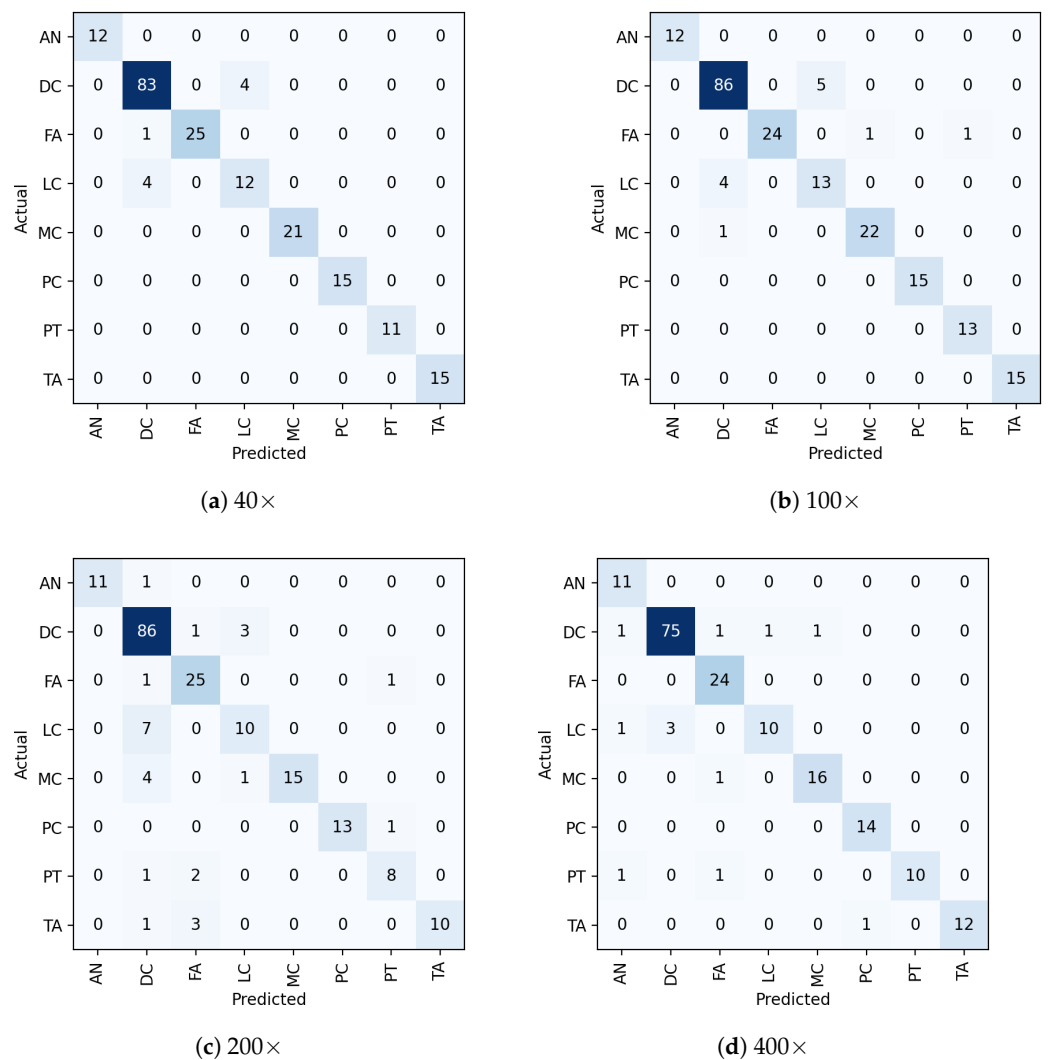 AN 12 0 0 0 0 0 0 0
DC 0 83 0 4 0 0 0 0
FA 0 1 25 0 0 0 0 0
LC 0 4 0 12 0 0 0 0
MC 0 0 0 0 21 0 0 0
PC 0 0 0 0 0 15 0 0
PT 0 0 0 0 0 0 11 0
TA 0 0 0 0 0 0 0 15
Actual
AN DC FA LC MC PC PT TA
Predicted
(a) 40×
AN 12 0 0 0 0 0 0 0
DC 0 86 0 5 0 0 0 0
FA 0 0 24 0 1 0 1 0
LC 0 4 0 13 0 0 0 0
MC 0 1 0 0 22 0 0 0
PC 0 0 0 0 0 15 0 0
PT 0 0 0 0 0 0 13 0
TA 0 0 0 0 0 0 0 15
Actual
AN DC FA LC MC PC PT TA
Predicted
(b) 100×
AN 11 1 0 0 0 0 0 0
DC 0 86 1 3 0 0 0 0
FA 0 1 25 0 0 0 1 0
LC 0 7 0 10 0 0 0 0
MC 0 4 0 1 15 0 0 0
PC 0 0 0 0 0 13 1 0
PT 0 1 2 0 0 0 8 0
TA 0 1 3 0 0 0 0 10
Actual
AN DC FA LC MC PC PT TA
Predicted
(c) 200×
AN 11 0 0 0 0 0 0 0
DC 1 75 1 1 1 0 0 0
FA 0 0 24 0 0 0 0 0
LC 1 3 0 10 0 0 0 0
MC 0 0 1 0 16 0 0 0
PC 0 0 0 0 0 14 0 0
PT 1 0 1 0 0 0 10 0
TA 0 0 0 0 0 1 0 12
Actual
AN DC FA LC MC PC PT TA
Predicted
(d) 400×